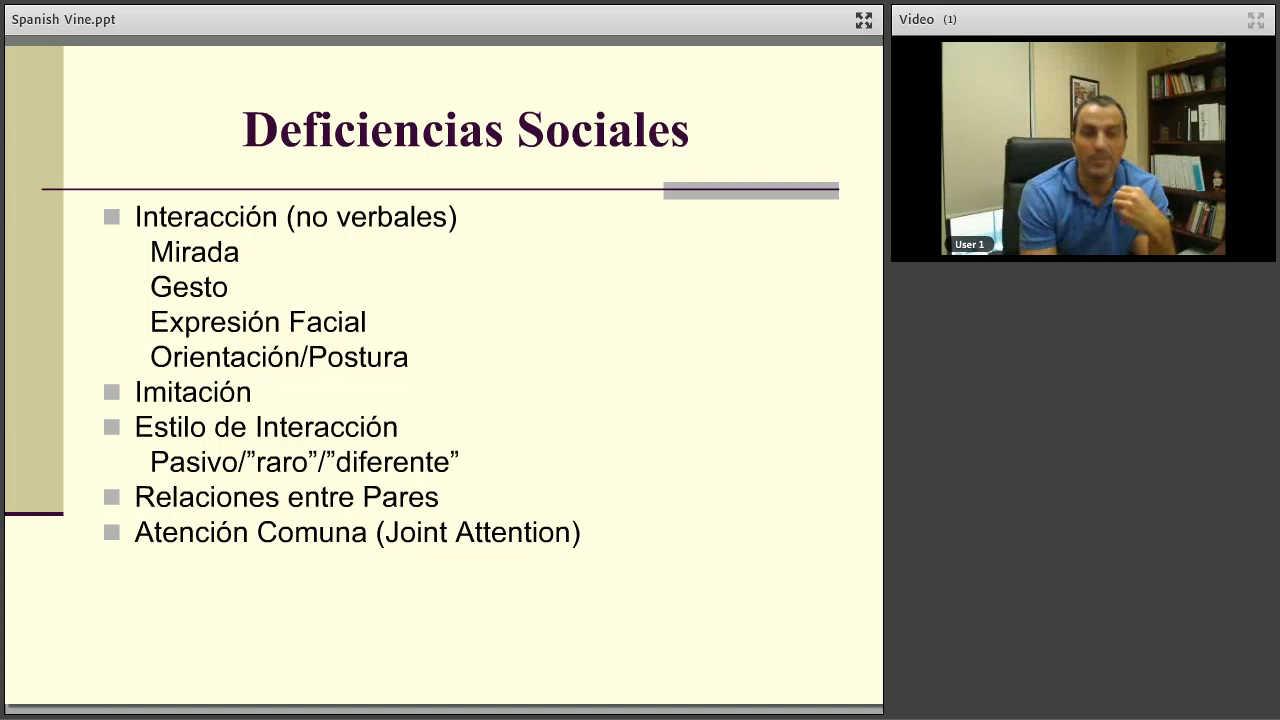 Spanish Vine.ppt
Video (1)
Deficiencias Sociales
Interacción (no verbales)
Mirada
Gesto
Expresión Facial
Orientación/Postura
Imitación
Estilo de Interacción
Pasivo/”raro”/”diferente”
Relaciones entre Pares
Atención Comuna (Joint Attention)
User 1